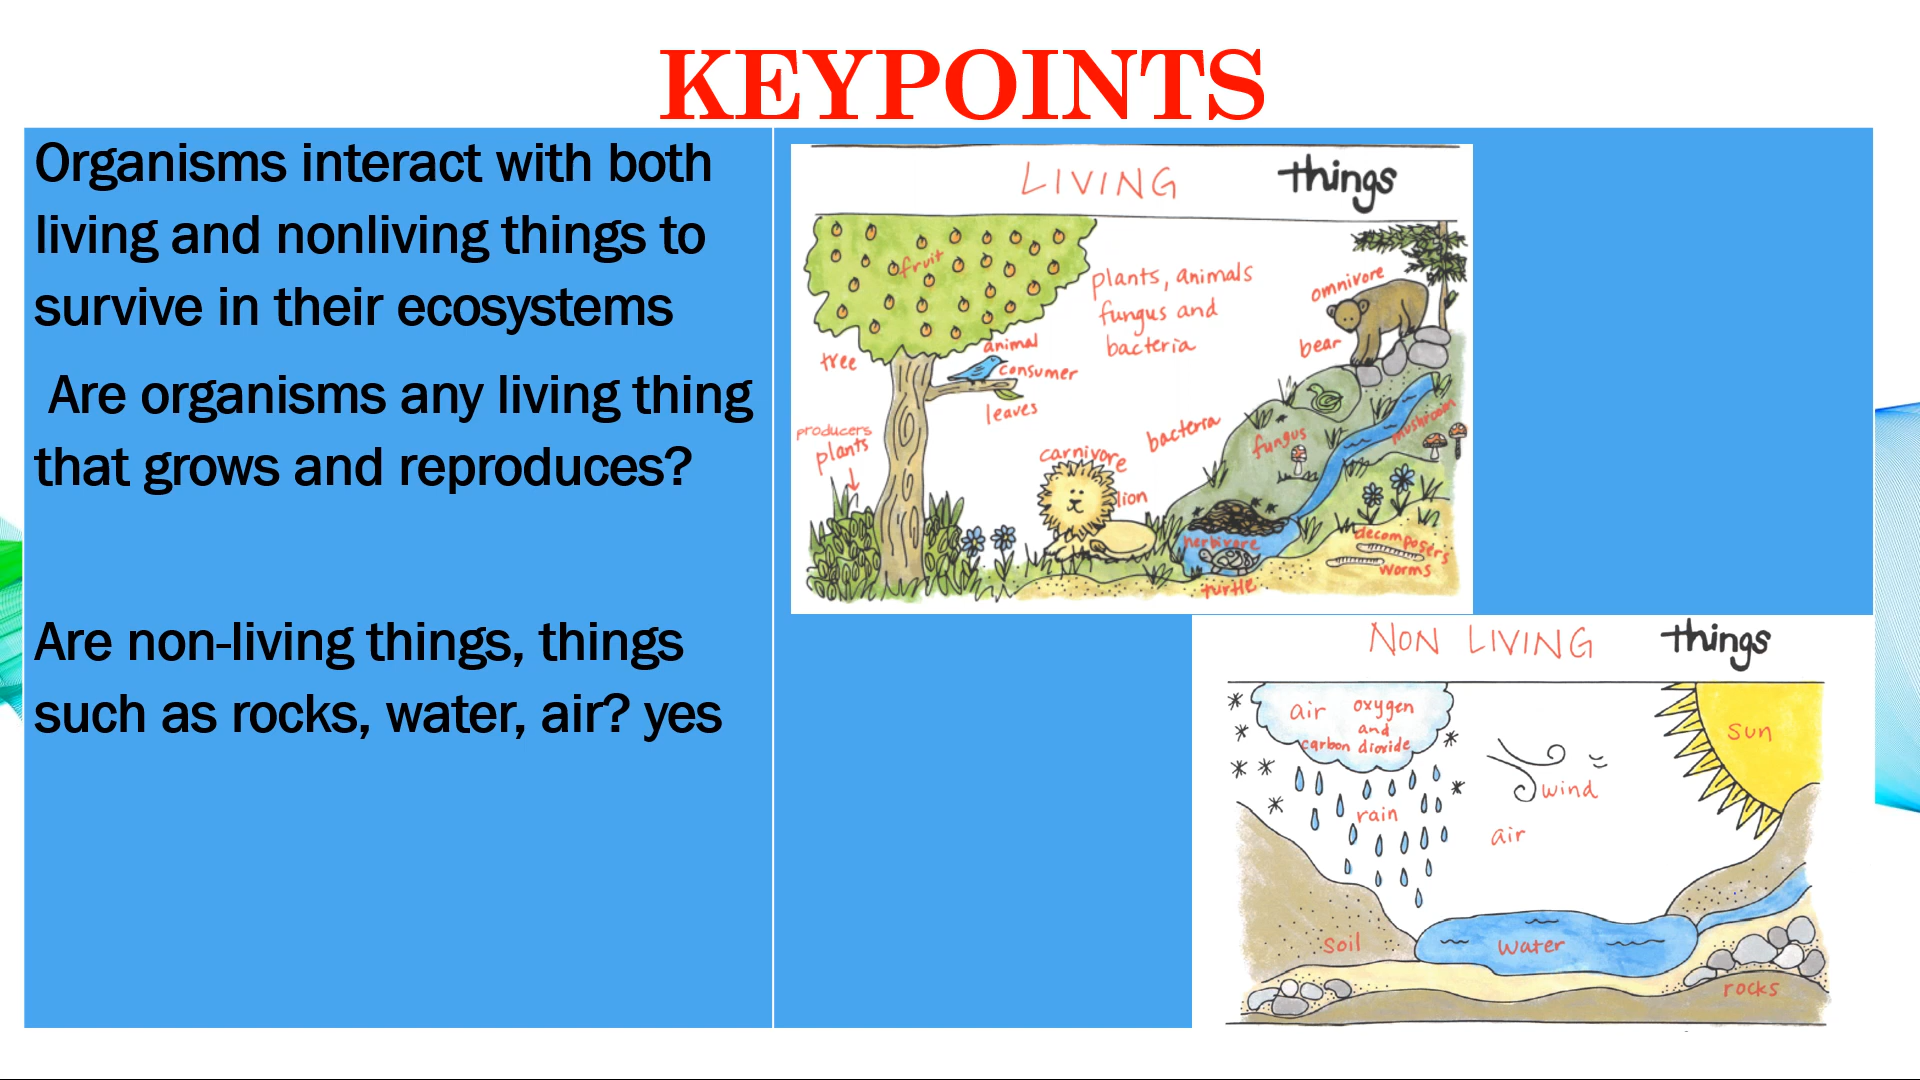 KEYPOINTS
Organisms interact with both
living and nonliving things to
survive in their ecosystems
Are organisms any living thing
that grows and reproduces?
Are non-living things, things
such as rocks, water, air? yes
LIVING things
fruit
plants, animals
fungus and
bacteria
omnivore
bear
tree
animal
consumer
leaves
producers
plants
bacteria
fungus
mushroom
carnivore
lion
herbivore
turtle
decomposers
worms
NON LIVING things
air oxygen
and
carbon dioxide
sun
wind
rain
air
soil
water
rocks